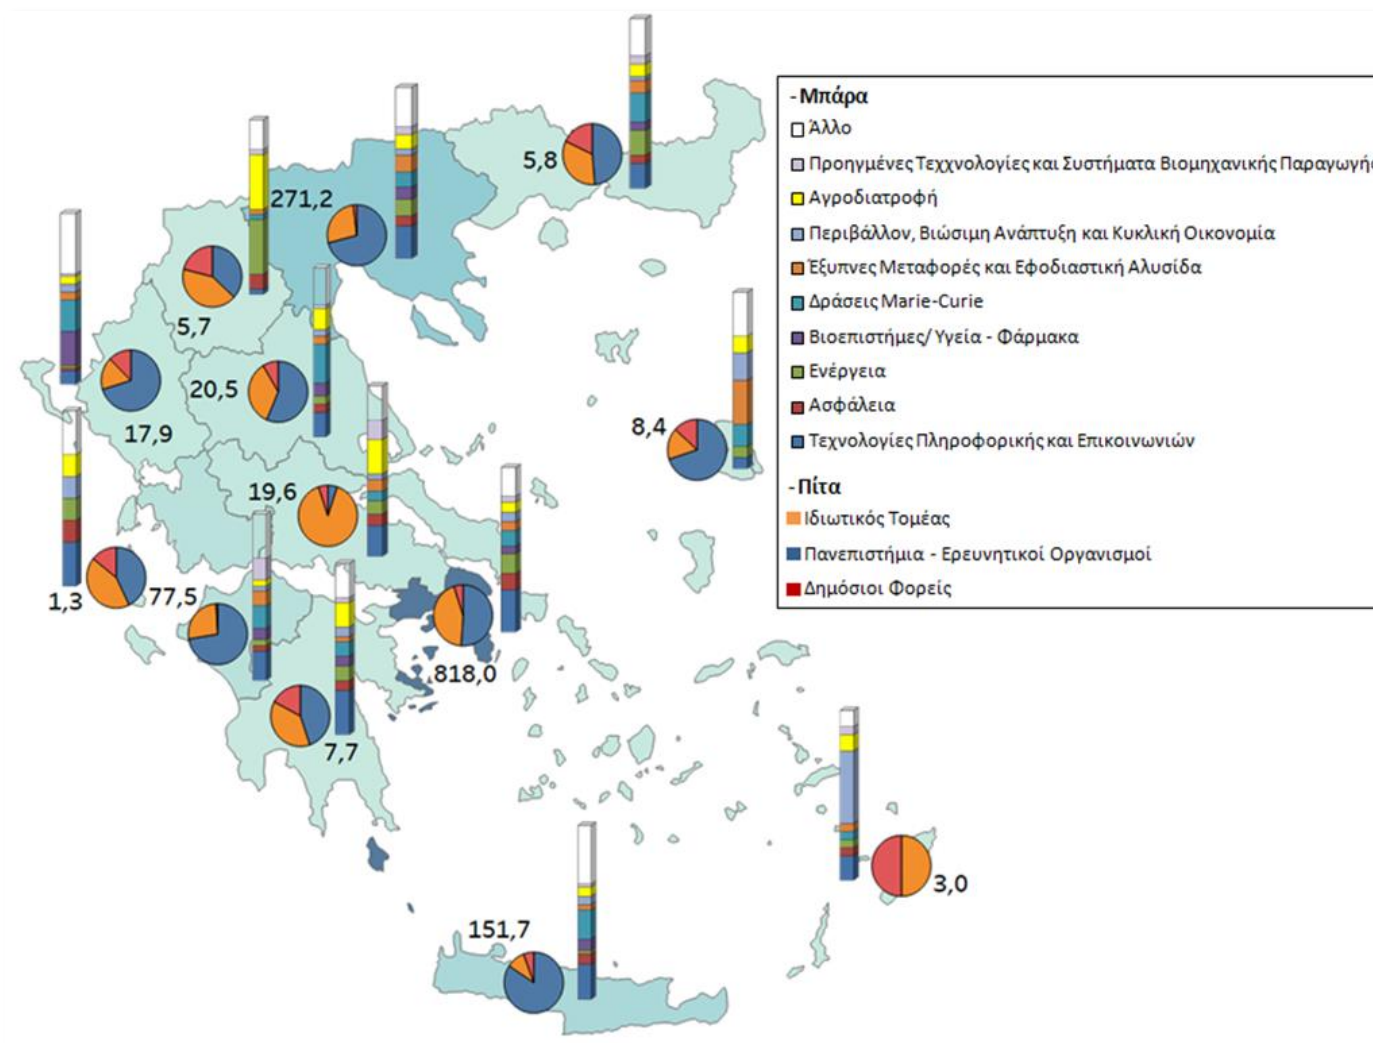 5,8
271,2
5,7
20,5
17,9
8,4
19,6
1,3
77,5
818,0
7,7
3,0
151,7
- Μπάρα
Άλλο
Προηγμένες Τεχχνολογίες και Συστήματα Βιομηχανικής Παραγωγής
Αγροδιατροφή
Περιβάλλον, Βιώσιμη Ανάπτυξη και Κυκλική Οικονομία
Έξυπνες Μεταφορές και Εφοδιαστική Αλυσίδα
Δράσεις Marie-Curie
Βιοεπιστήμες/ Υγεία - Φάρμακα
Ενέργεια
Ασφάλεια
Τεχνολογίες Πληροφορικής και Επικοινωνιών
- Πίτα
Ιδιωτικός Τομέας
Πανεπιστήμια - Ερευνητικοί Οργανισμοί
Δημόσιοι Φορείς